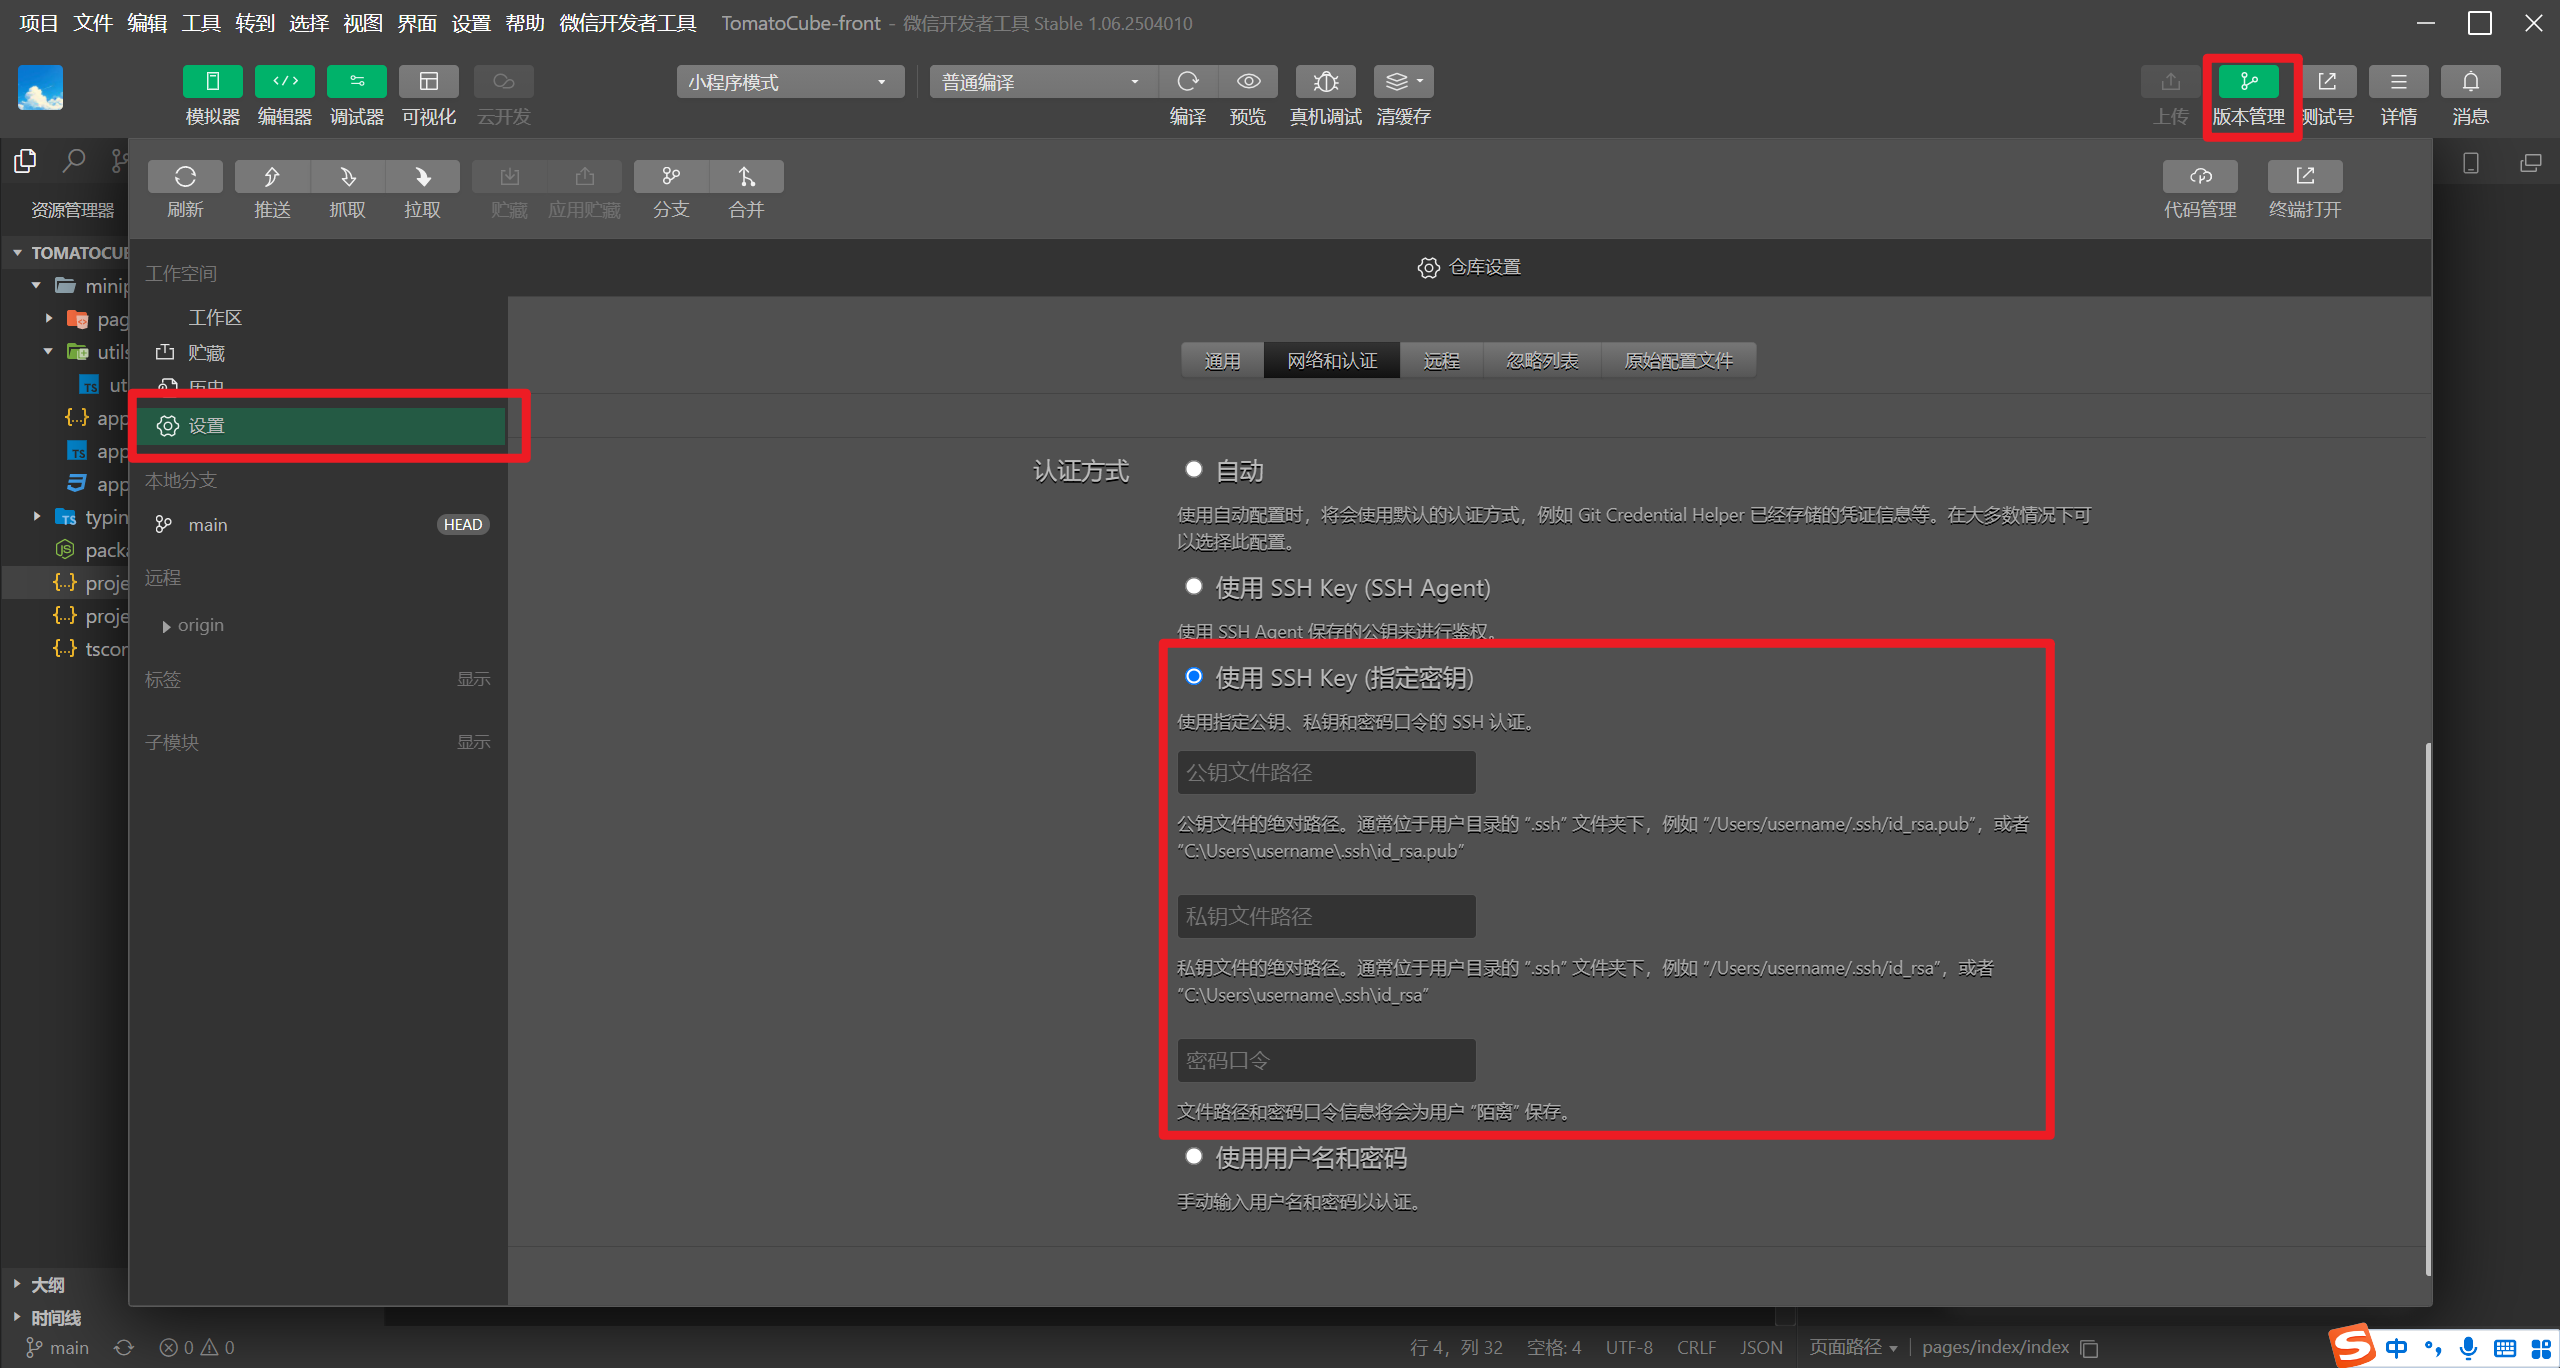 项目 文件 编辑 工具 转到 选择 视图 界面 设置 帮助 微信开发者工具 TomatoCube-front - 微信开发者工具 Stable 1.06.2504010
小程序模式 普通编译
模拟器 编辑器 调试器 可视化 云开发 编译 预览 真机调试 清缓存 上传 版本管理 测试号 详情 消息
刷新 推送 抓取 拉取 贮藏 应用贮藏 分支 合并 代码管理 终端打开
资源管理器
TOMATOCUB
minip
pag
utils
TS ut
{..} app
TS app
app
TS typin
JS packa
{..} proje
{..} proje
{..} tscor
大纲
时间线
工作空间
工作区
贮藏
历史
设置
本地分支
main HEAD
远程
origin
标签 显示
子模块 显示
仓库设置
通用 网络和认证 远程 忽略列表 原始配置文件
认证方式 自动
使用自动配置时，将会使用默认的认证方式，例如 Git Credential Helper 已经存储的凭证信息等。在大多数情况下可
以选择此配置。
使用 SSH Key (SSH Agent)
使用 SSH Agent 保存的公钥来进行鉴权。
使用 SSH Key (指定密钥)
使用指定公钥、私钥和密码口令的 SSH 认证。
公钥文件路径
公钥文件的绝对路径。通常位于用户目录的 “.ssh” 文件夹下，例如 “/Users/username/.ssh/id_rsa.pub”，或者
“C:\Users\username\.ssh\id_rsa.pub”
私钥文件路径
私钥文件的绝对路径。通常位于用户目录的 “.ssh” 文件夹下，例如 “/Users/username/.ssh/id_rsa”，或者
“C:\Users\username\.ssh\id_rsa”
密码口令
文件路径和密码口令信息将会为用户 “陌离” 保存。
使用用户名和密码
手动输入用户名和密码以认证。
main 0 0 行 4，列 32 空格: 4 UTF-8 CRLF JSON 页面路径 pages/index/index
S 中